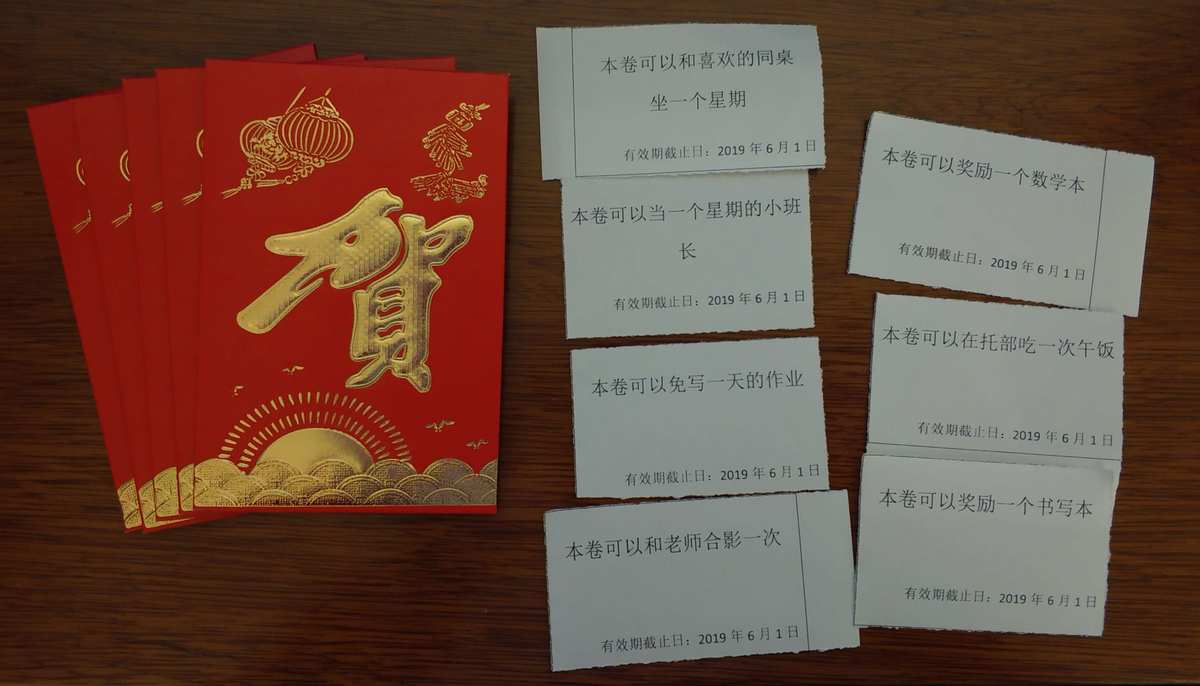 贺
本卷可以和喜欢的同桌
坐一个星期
有效期截止日：2019 年 6 月 1 日
本卷可以当一个星期的小班
长
有效期截止日：2019 年 6 月 1 日
本卷可以免写一天的作业
有效期截止日：2019 年 6 月 1 日
本卷可以和老师合影一次
有效期截止日：2019 年 6 月 1 日
本卷可以奖励一个数学本
有效期截止日：2019 年 6 月 1 日
本卷可以在托部吃一次午饭
有效期截止日：2019 年 6 月 1 日
本卷可以奖励一个书写本
有效期截止日：2019 年 6 月 1 日